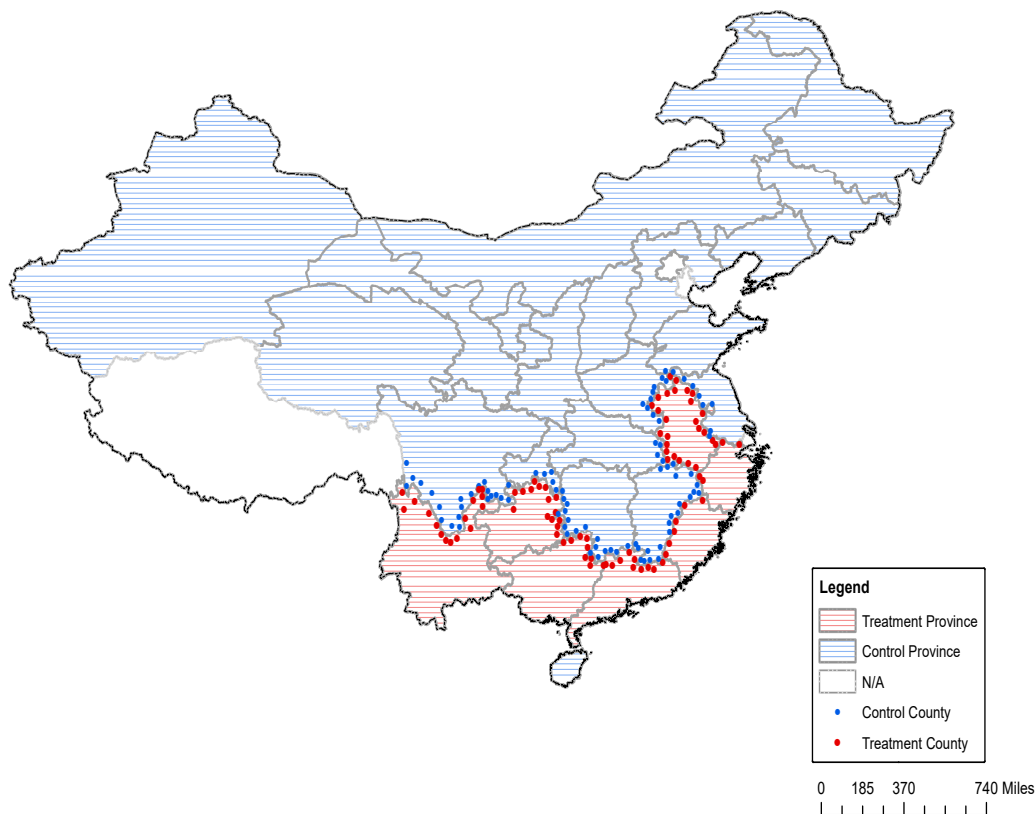 Legend
Treatment Province
Control Province
N/A
Control County
Treatment County
0 185 370 740 Miles